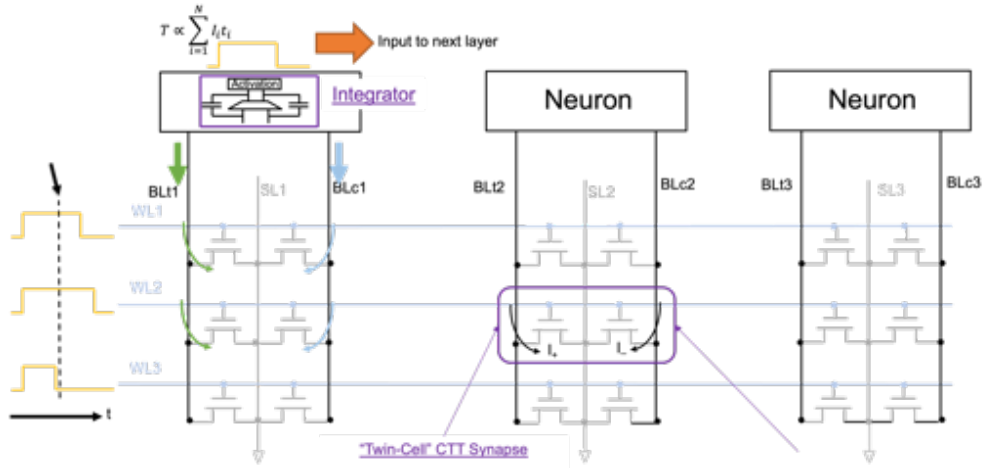 T ∝ ∑ᵢ₌₁ᴺ Iᵢtᵢ
Input to next layer
Activation
Integrator
Neuron
Neuron
BLt1
SL1
BLc1
BLt2
SL2
BLc2
BLt3
SL3
BLc3
WL1
WL2
I₊
I₋
WL3
t
"Twin-Cell" CTT Synapse